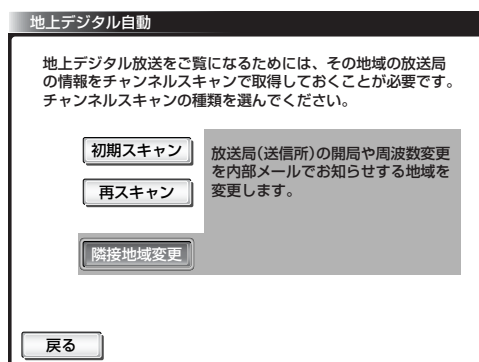 地上デジタル自動
地上デジタル放送をご覧になるためには、その地域の放送局
の情報をチャンネルスキャンで取得しておくことが必要です。
チャンネルスキャンの種類を選んでください。
初期スキャン
再スキャン
隣接地域変更
放送局(送信所)の開局や周波数変更
を内部メールでお知らせする地域を
変更します。
戻る